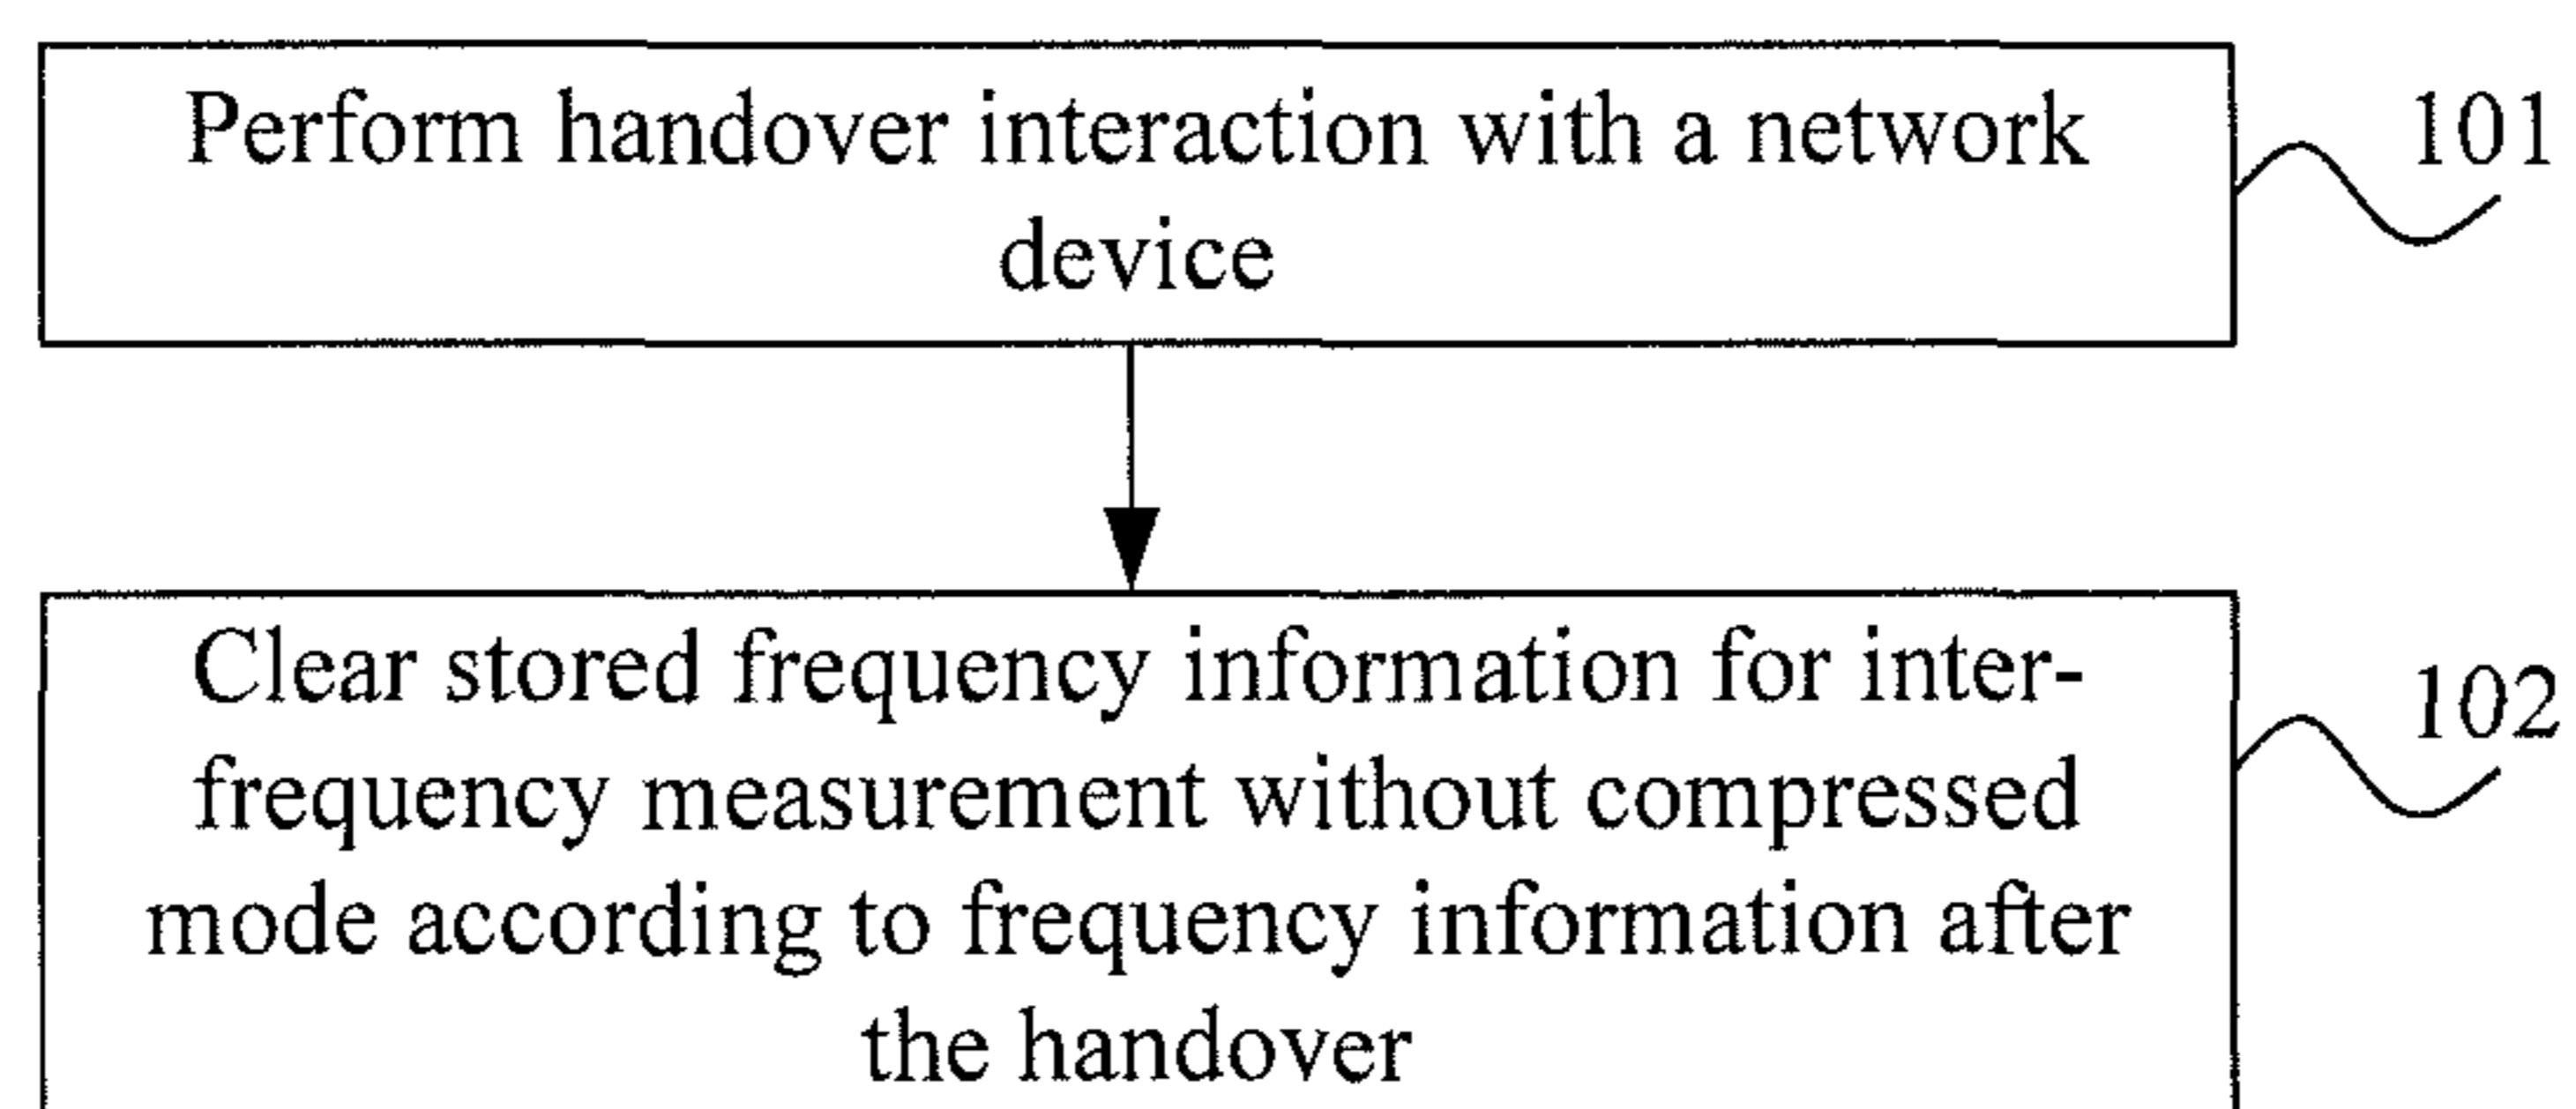 Perform handover interaction with a network
device
101
Clear stored frequency information for inter-
frequency measurement without compressed
mode according to frequency information after
the handover
102